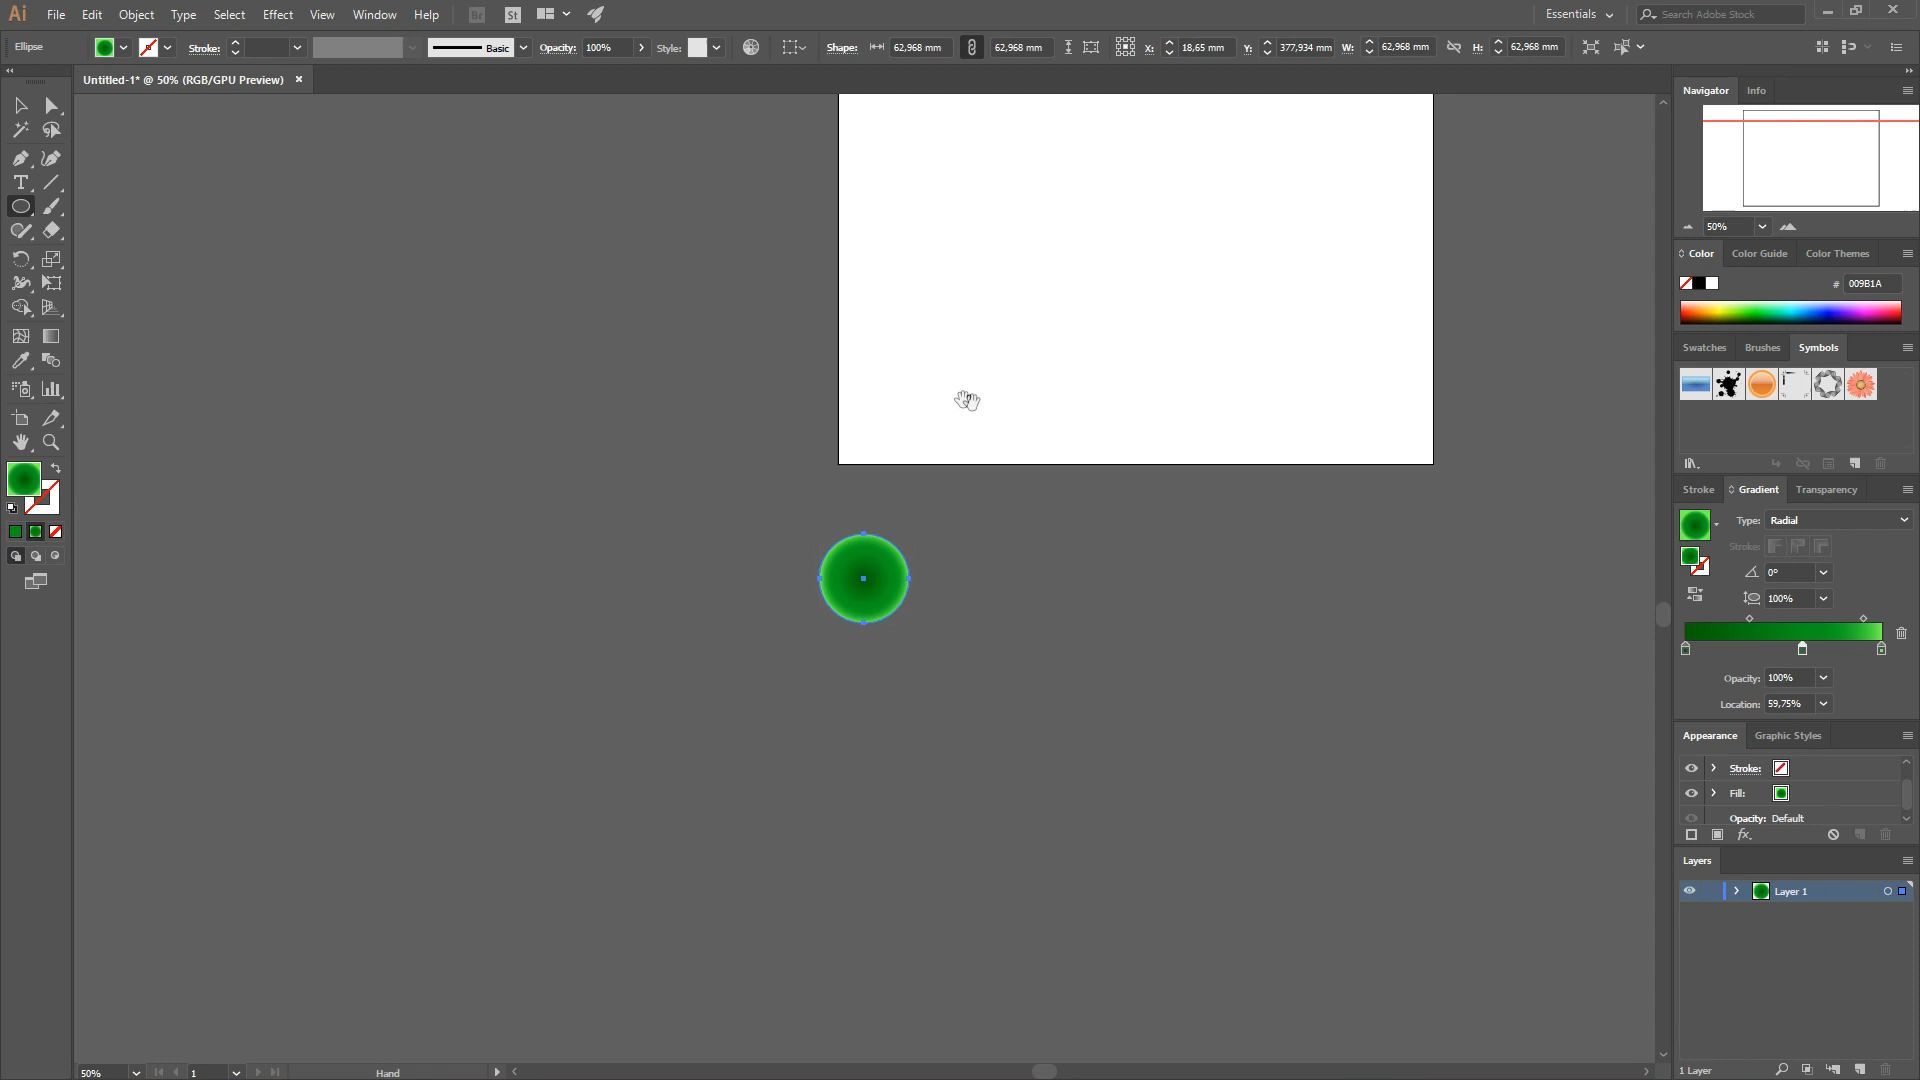 Ai File Edit Object Type Select Effect View Window Help Br St Essentials Search Adobe Stock
Ellipse Stroke: Basic Opacity: 100% Style: Shape: 62,968 mm 62,968 mm X: 18,65 mm Y: 377,934 mm W: 62,968 mm H: 62,968 mm
Untitled-1* @ 50% (RGB/GPU Preview)
Navigator Info
50%
Color Color Guide Color Themes
# 009B1A
Swatches Brushes Symbols
Stroke Gradient Transparency
Type: Radial
Stroke:
0°
100%
Opacity: 100%
Location: 59,75%
Appearance Graphic Styles
Stroke:
Fill:
Opacity: Default
fx.
Layers
Layer 1
1 Layer
50% 1 Hand